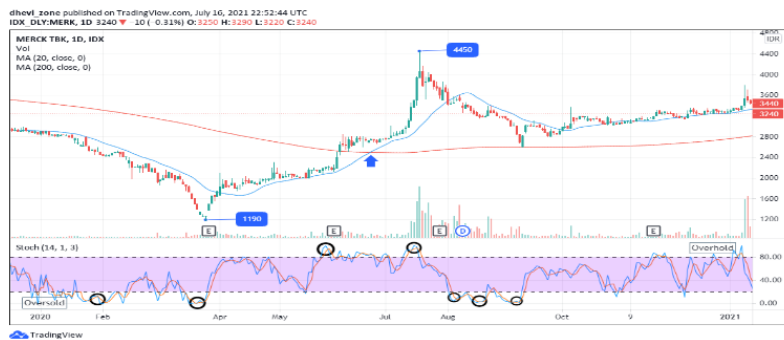 dhevi_zone published on TradingView.com, July 16, 2021 22:52:44 UTC
IDX_DLY:MERK, 1D 3240 ▼ -10 (-0.31%) O:3250 H:3290 L:3220 C:3240
MERCK TBK, 1D, IDX
Vol
MA (20, close, 0)
MA (200, close, 0)
IDR
4450
4800
4400
4000
3600
3440
3240
2800
2400
2000
1600
1200
1190
E E E D E
Stoch (14, 1, 3)
Overhold
80.00
40.00
0.00
Oversold
2020 Feb Apr May Jul Aug Oct 9 2021
TradingView